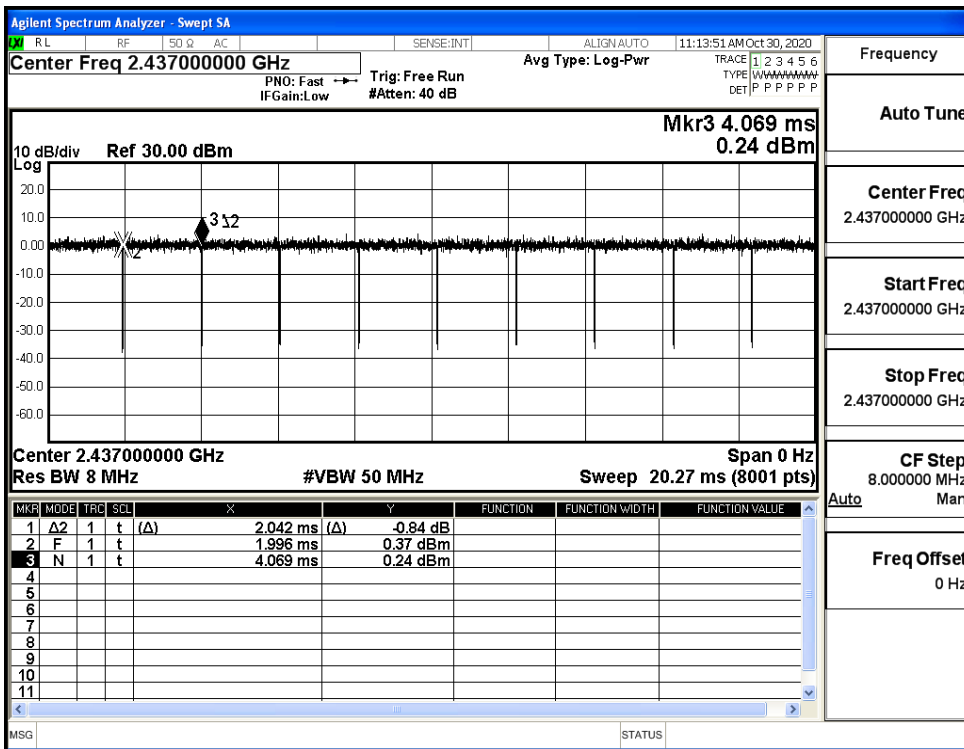 Agilent Spectrum Analyzer - Swept SA
LXI RL RF 50 Ω AC SENSE:INT ALIGNAUTO 11:13:51 AM Oct 30, 2020
Center Freq 2.437000000 GHz
PNO: Fast
IFGain:Low
Trig: Free Run
#Atten: 40 dB
Avg Type: Log-Pwr
TRACE 1 2 3 4 5 6
TYPE WWWWWW
DET P P P P P P
Mkr3 4.069 ms
0.24 dBm
10 dB/div Ref 30.00 dBm
Log
20.0
10.0
0.00
-10.0
-20.0
-30.0
-40.0
-50.0
-60.0
3 1Δ2
2
Center 2.437000000 GHz Span 0 Hz
Res BW 8 MHz #VBW 50 MHz Sweep 20.27 ms (8001 pts)
MKR MODE TRC SCL X Y FUNCTION FUNCTION WIDTH FUNCTION VALUE
1 Δ2 1 t (Δ) 2.042 ms (Δ) -0.84 dB
2 F 1 t 1.996 ms 0.37 dBm
3 N 1 t 4.069 ms 0.24 dBm
4
5
6
7
8
9
10
11
MSG STATUS
Frequency
Auto Tune
Center Freq
2.437000000 GHz
Start Freq
2.437000000 GHz
Stop Freq
2.437000000 GHz
CF Step
8.000000 MHz
Auto Man
Freq Offset
0 Hz